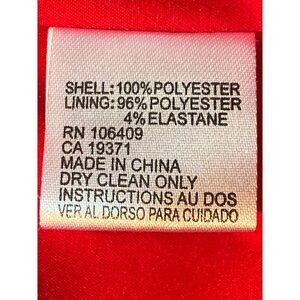 SHELL:100%POLYESTER
LINING:96%POLYESTER
4%ELASTANE
RN 106409
CA 19371
MADE IN CHINA
DRY CLEAN ONLY
INSTRUCTIONS AU DOS
VER AL DORSO PARA CUIDADO